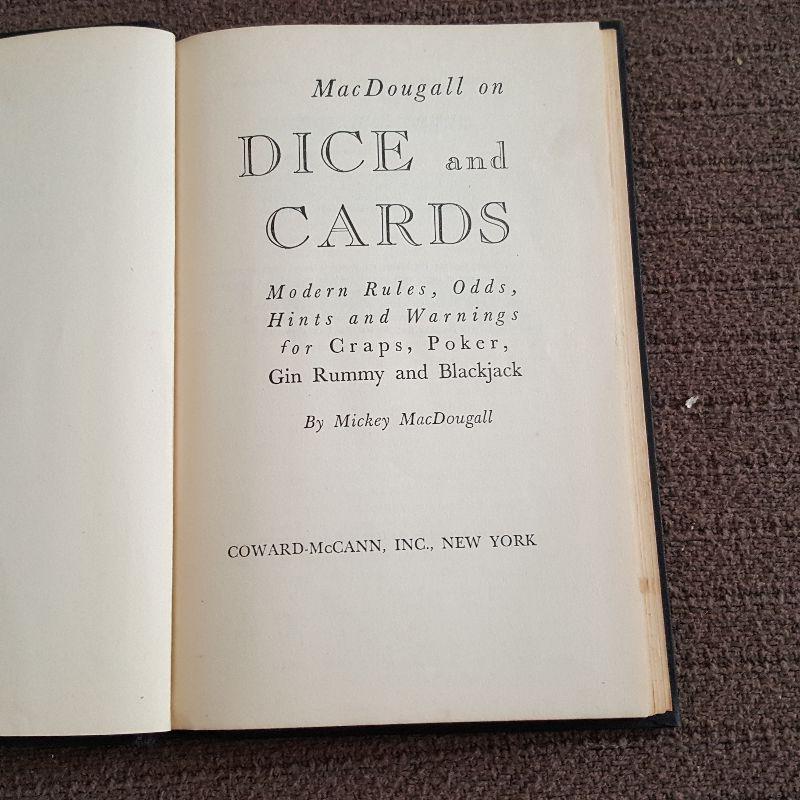 MacDougall on
DICE and
CARDS
Modern Rules, Odds,
Hints and Warnings
for Craps, Poker,
Gin Rummy and Blackjack
By Mickey MacDougall
COWARD-McCANN, INC., NEW YORK